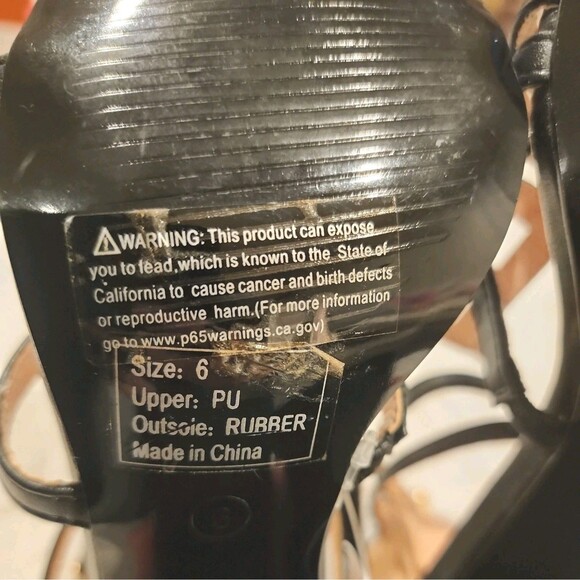 ⚠WARNING: This product can expose
you to lead,which is known to the State of
California to cause cancer and birth defects
or reproductive harm.(For more information
go to www.p65warnings.ca.gov)
Size: 6
Upper: PU
Outsoie: RUBBER
Made in China
6